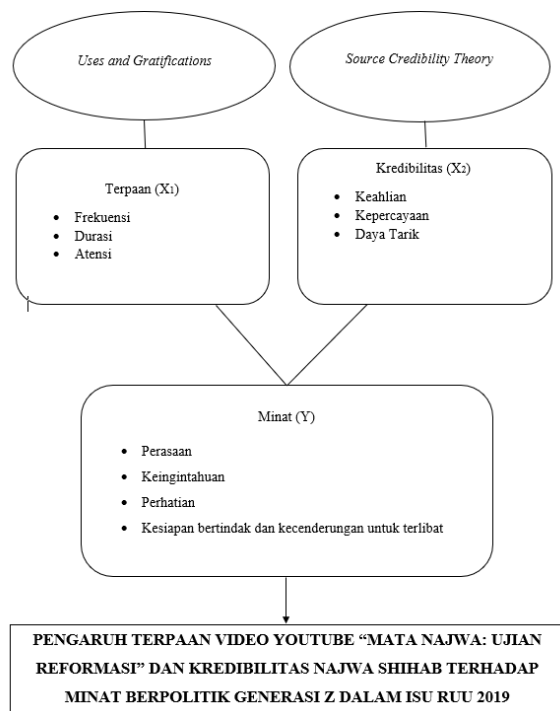 Uses and Gratifications
Source Credibility Theory
Terpaan (X1)
• Frekuensi
• Durasi
• Atensi
Kredibilitas (X2)
• Keahlian
• Kepercayaan
• Daya Tarik
Minat (Y)
• Perasaan
• Keingintahuan
• Perhatian
• Kesiapan bertindak dan kecenderungan untuk terlibat
PENGARUH TERPAAN VIDEO YOUTUBE “MATA NAJWA: UJIAN
REFORMASI” DAN KREDIBILITAS NAJWA SHIHAB TERHADAP
MINAT BERPOLITIK GENERASI Z DALAM ISU RUU 2019